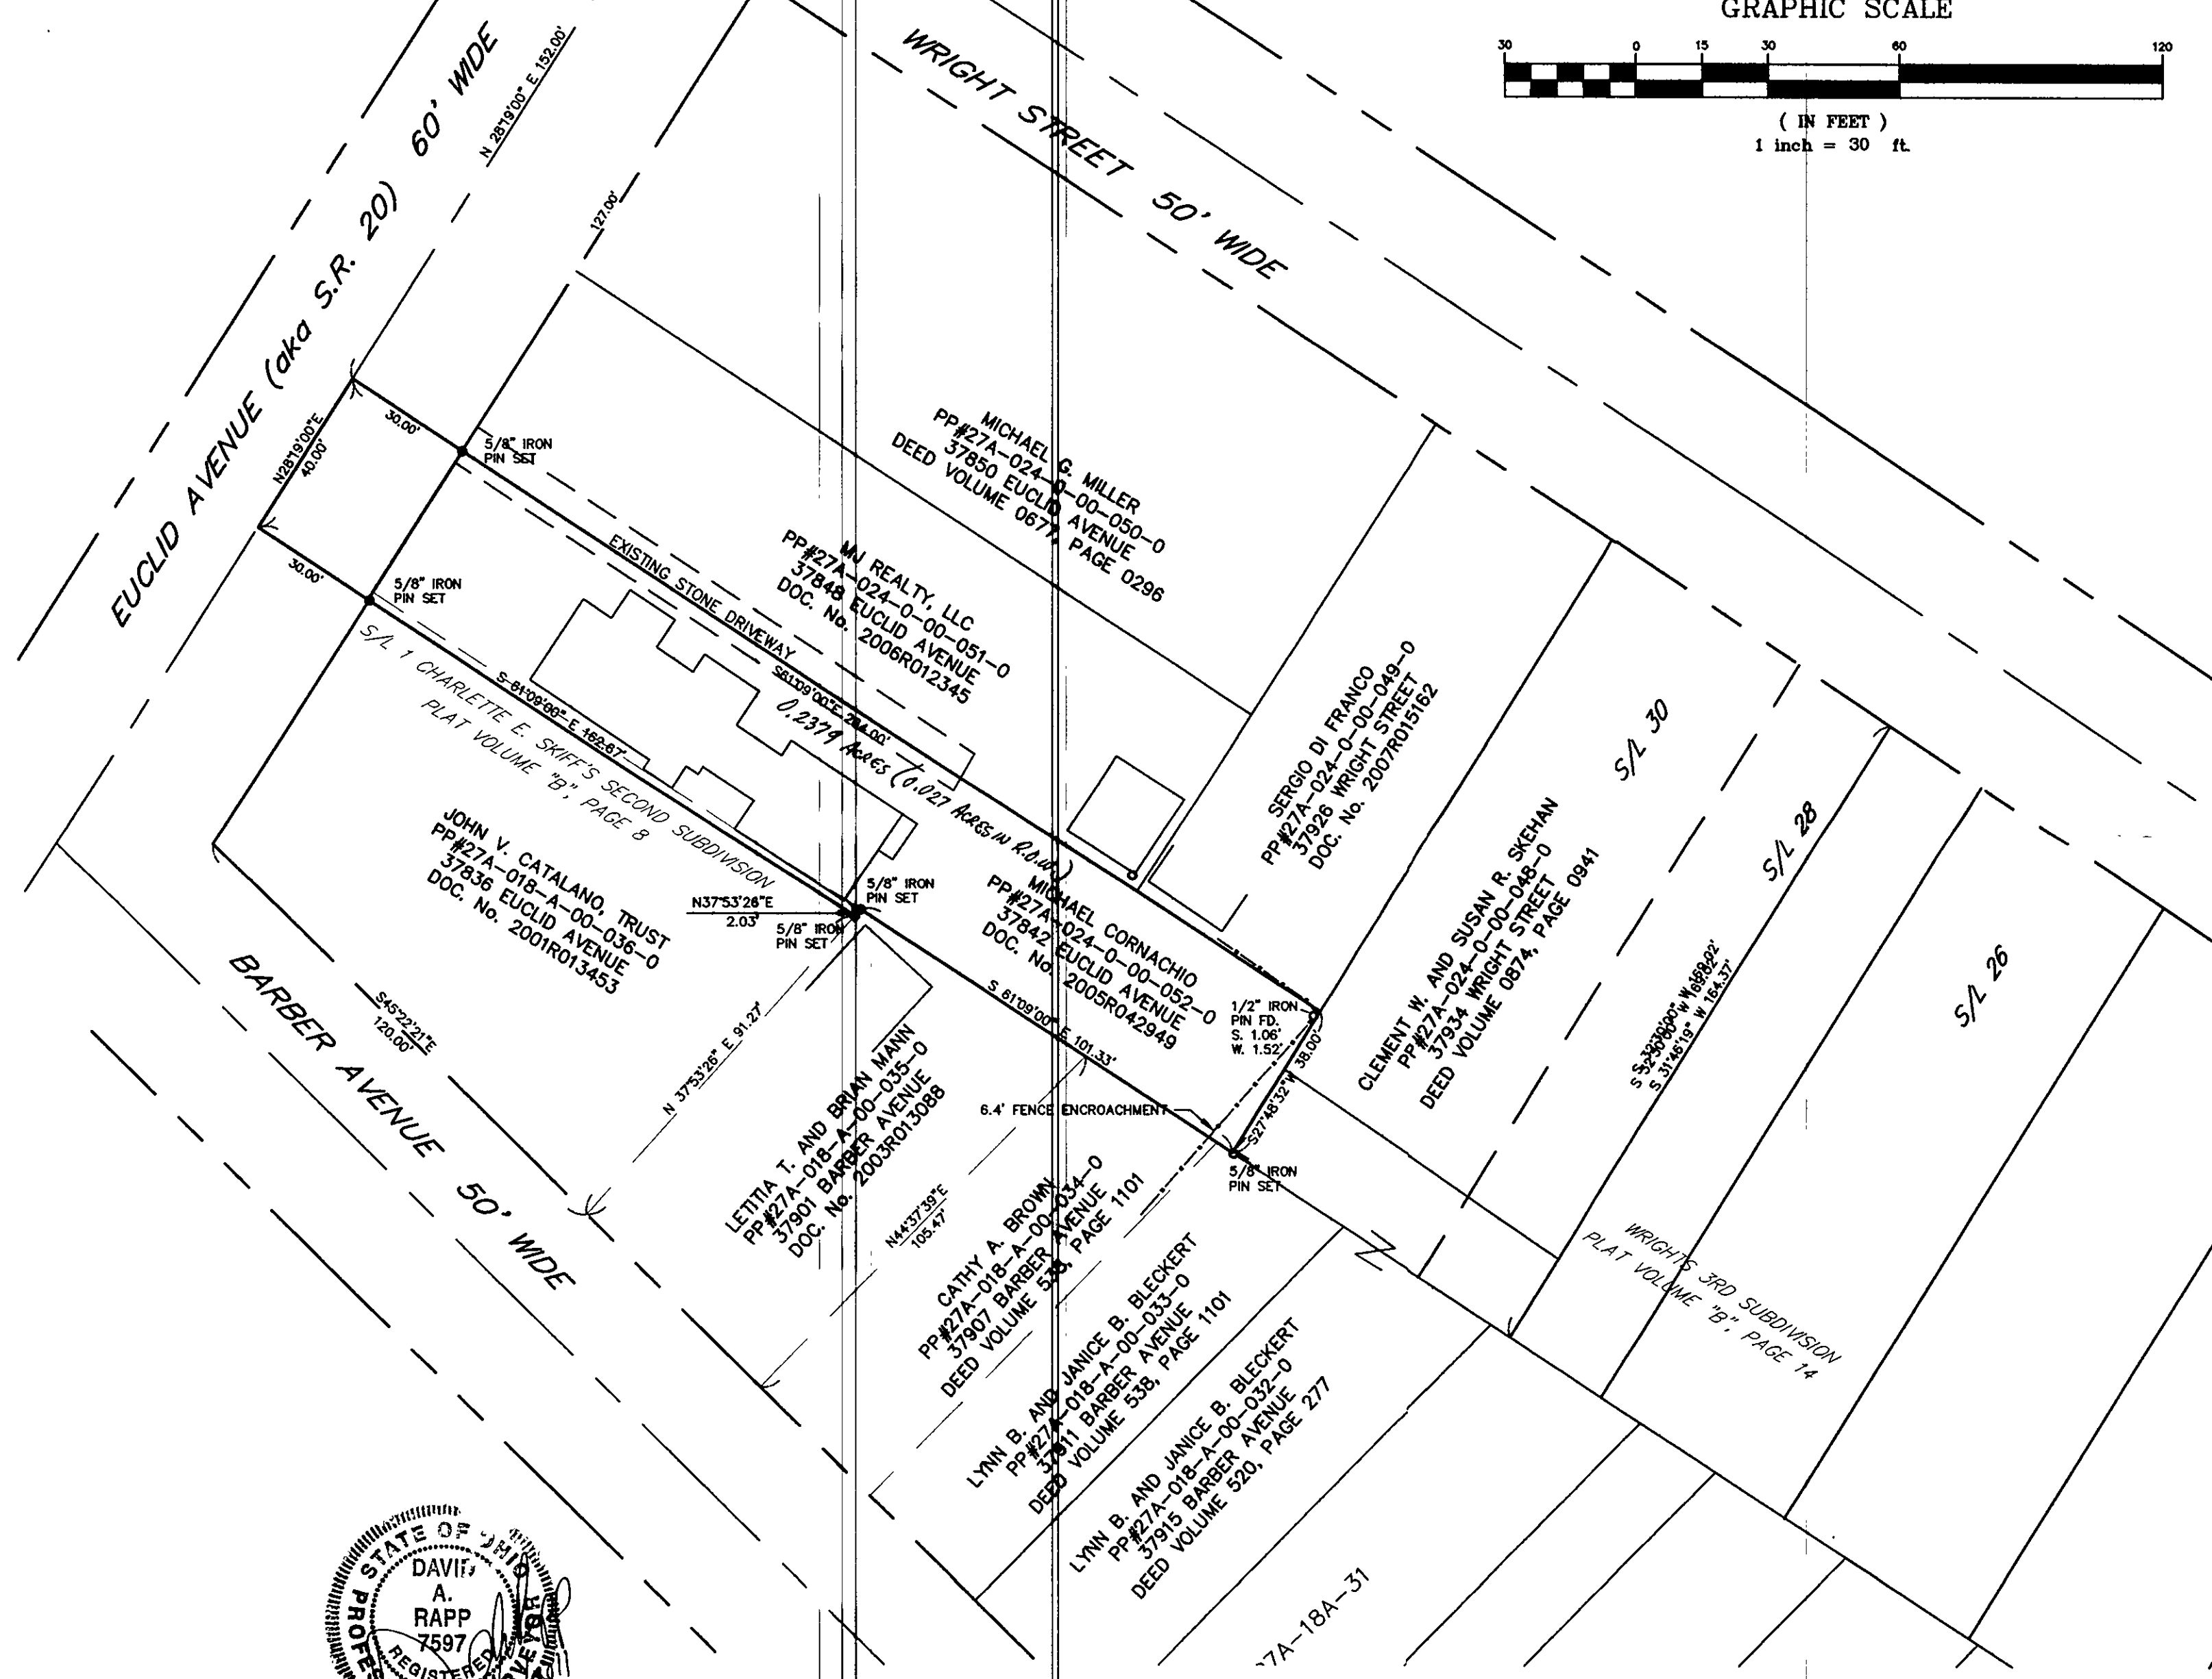 GRAPHIC SCALE
30 0 15 30 60 120
( IN FEET )
1 inch = 30 ft.
EUCLID AVENUE (aka S.R. 20) 60' WIDE
N 28°19'00" E 152.00'
127.00'
WRIGHT STREET 50' WIDE
30.00'
N28°19'00"E
40.00'
30.00'
5/8" IRON
PIN SET
5/8" IRON
PIN SET
MICHAEL G. MILLER
PP#27A-024-0-00-050-0
37850 EUCLID AVENUE
DEED VOLUME 0677, PAGE 0296
MJ REALTY, LLC
PP#27A-024-0-00-051-0
37848 EUCLID AVENUE
DOC. No. 2006R012345
EXISTING STONE DRIVEWAY
S61°09'00"E 264.00'
0.2379 ACRES (0.027 ACRES IN R.O.W.)
S 61°09'00" E 162.67'
S/L 1 CHARLETTE E. SKIFF'S SECOND SUBDIVISION
PLAT VOLUME "B", PAGE 8
JOHN V. CATALANO, TRUST
PP#27A-018-A-00-036-0
37836 EUCLID AVENUE
DOC. No. 2001R013453
N37°53'26"E
2.03'
5/8" IRON
PIN SET
5/8" IRON
PIN SET
MICHAEL CORNACHIO
PP#27A-024-0-00-052-0
37842 EUCLID AVENUE
DOC. No. 2005R042949
S 61°09'00" E 101.33'
SERGIO DI FRANCO
PP#27A-024-0-00-049-0
37926 WRIGHT STREET
DOC. No. 2007R015162
S/L 30
CLEMENT W. AND SUSAN R. SKEHAN
PP#27A-024-0-00-048-0
37934 WRIGHT STREET
DEED VOLUME 0874, PAGE 0941
S/L 28
S 31°46'19" W 164.37'
S/L 26
1/2" IRON
PIN FD.
S. 1.06'
W. 1.52'
S27°48'32"W 38.00'
6.4' FENCE ENCROACHMENT
5/8" IRON
PIN SET
BARBER AVENUE 50' WIDE
S45°22'21"E
120.00'
N 37°53'26" E 91.27'
LETITIA T. AND BRIAN MANN
PP#27A-018-A-00-035-0
37901 BARBER AVENUE
DOC. No. 2003R013088
N44°37'39"E
105.47'
CATHY A. BROWN
PP#27A-018-A-00-034-0
37907 BARBER AVENUE
DEED VOLUME 538, PAGE 1101
LYNN B. AND JANICE B. BLECKERT
PP#27A-018-A-00-033-0
37911 BARBER AVENUE
DEED VOLUME 538, PAGE 1101
LYNN B. AND JANICE B. BLECKERT
PP#27A-018-A-00-032-0
37915 BARBER AVENUE
DEED VOLUME 520, PAGE 277
WRIGHTS 3RD SUBDIVISION
PLAT VOLUME "B", PAGE 14
7A-18A-31
STATE OF OHIO
DAVID
A.
RAPP
7597
REGISTERED